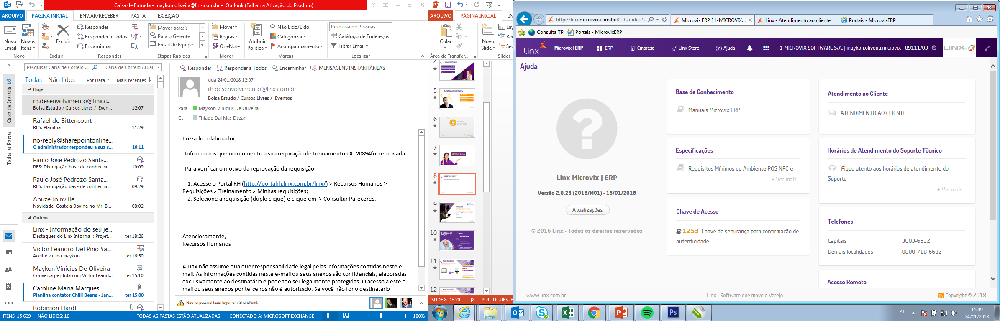 Caixa de Entrada - maykon.oliveira@linx.com.br - Outlook (Falha na Ativação do Produto)
ARQUIVO PÁGINA INICIAL ENVIAR/RECEBER PASTA EXIBIÇÃO
Novo Email
Novos Itens
Novo
Excluir
Excluir
Responder
Responder a Todos
Encaminhar
Responder
Mover para: ?
Para o Gerente
Email de Equipe
Etapas Rápidas
Mover
Regras
OneNote
Mover
Atribuir Política
Não Lido/Lido
Categorizar
Acompanhamento
Marcas
Pesquisa de Pessoas
Catálogo de Endereços
Filtrar Email
Localizar
Pesquisar Caixa de Correio ... Caixa de Correio Atual
Todas Não lidos Por Data Mais recentes
Caixa de Entrada 16
Todas as Pastas
Hoje
rh.desenvolvimento@linx.c...
Bolsa Estudo / Cursos Livres / Even... 12:07
Rafael de Bittencourt
RES: Planilha 11:29
no-reply@sharepointonline...
O administrador respondeu a sua s... 10:11
Paulo José Pedrozo Santa...
RES: Divulgação base de conhecim... 10:09
Paulo José Pedrozo Santa...
RES: Divulgação base de conhecim... 09:29
Abuze Joinville
Novidade: Costela Bovina no Mr. B... 08:02
Ontem
Linx - Informação do seu je...
Destaques do Linx Informa :: Projet... ter 18:26
Victor Leandro Del Pino Ya...
Aceita: vacina maykon ter 16:50
Maykon Vinicius De Oliveira
Conversa perdida com Victor Leand... ter 15:10
Caroline Maria Marques
Planilha contatos Chilli Beans - Jan... ter 15:00
Robinson Hardt
Responder Responder a Todos Encaminhar MENSAGENS INSTANTÂNEAS
qua 24/01/2018 12:07
rh.desenvolvimento@linx.com.br
Bolsa Estudo / Cursos Livres / Eventos
Para Maykon Vinicius De Oliveira
Cc Thiago Dal Mas Dezan
Prezado colaborador,
Informamos que no momento a sua requisição de treinamento nº 20894foi reprovada.
Para verificar o motivo da reprovação da requisição:
1. Acesse o Portal RH (http://portalrh.linx.com.br/linx/) > Recursos Humanos >
Requisições > Treinamento > Minhas requisições;
2. Selecione a requisição (duplo clique) e clique em > Consultar Pareceres.
Atenciosamente,
Recursos Humanos
A Linx não assume qualquer responsabilidade legal pelas informações contidas neste e-
mail. As informações contidas neste e-mail ou seus anexos são confidenciais, elaboradas
exclusivamente ao destinatário e podendo ser legalmente protegidas. O acesso a este e-
mail ou seus anexos por terceiros não é autorizado. Se você não for o destinatário
Não foi possível fazer logon em: SharePoint.
ITENS: 15.629 NÃO LIDOS: 16 TODAS AS PASTAS ESTÃO ATUALIZADAS. CONECTADO A: MICROSOFT EXCHANGE 100%
ARQUIVO PÁGINA INICIAL IN
Colar
Área de Transfer...
Novo Slide
Lay
Rec
Seç
Slides
4
O SUPORTE TÉCNICO
5
6
7
CHAT Online
8
ACESSANDO O CHAT
9
10
11
12
SLIDE 8 DE 20 PORTUGUÊS (E
http://linx.microvix.com.br:8516/index2.a
Microvix ERP [ 1-MICROVIX...
Linx - Atendimento ao cliente
Portais - MicrovixERP
Consulta TP Portais - MicrovixERP
Linx Microvix | ERP ERP Empresa Linx Store Ajuda 1-MICROVIX SOFTWARE S/A. | maykon.oliveira.microvix - 89111/03 LINX
Ajuda
?
Linx Microvix | ERP
Versão 2.0.23 (2018/M01) - 16/01/2018
Atualizações
© 2016 Linx - Todos os direitos reservados
Base de Conhecimento
Manuais Microvix ERP
Especificações
Requisitos Mínimos de Ambiente POS NFC-e
+ Ver mais
Chave de Acesso
1253 Chave de segurança para confirmação de
autenticidade.
Atendimento ao Cliente
ATENDIMENTO AO CLIENTE
Horários de Atendimento do Suporte Técnico
Fique atento aos horários de atendimento do
Suporte
+ Ver mais
Telefones
Capitais 3003-6632
Demais localidades 0800-718-6632
Acesso Remoto
www.linx.com.br Linx - Software que move o Varejo. Copyright © 2018
PT
15:09
24/01/2018